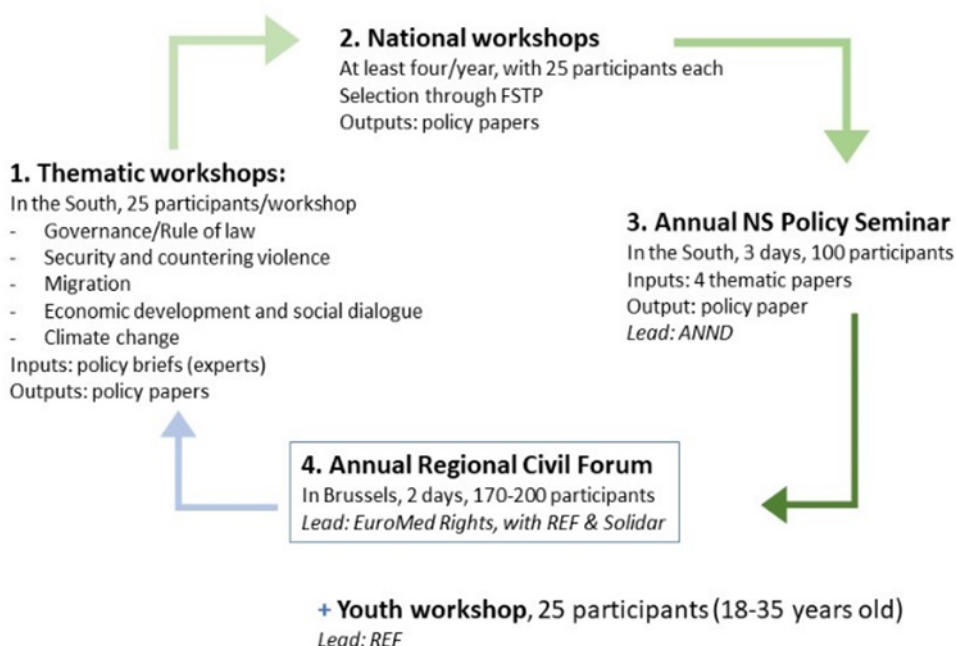 2. National workshops
At least four/year, with 25 participants each
Selection through FSTP
Outputs: policy papers
1. Thematic workshops:
In the South, 25 participants/workshop
- Governance/Rule of law
- Security and countering violence
- Migration
- Economic development and social dialogue
- Climate change
Inputs: policy briefs (experts)
Outputs: policy papers
3. Annual NS Policy Seminar
In the South, 3 days, 100 participants
Inputs: 4 thematic papers
Output: policy paper
Lead: ANND
4. Annual Regional Civil Forum
In Brussels, 2 days, 170-200 participants
Lead: EuroMed Rights, with REF & Solidar
+ Youth workshop, 25 participants (18-35 years old)
Lead: REF